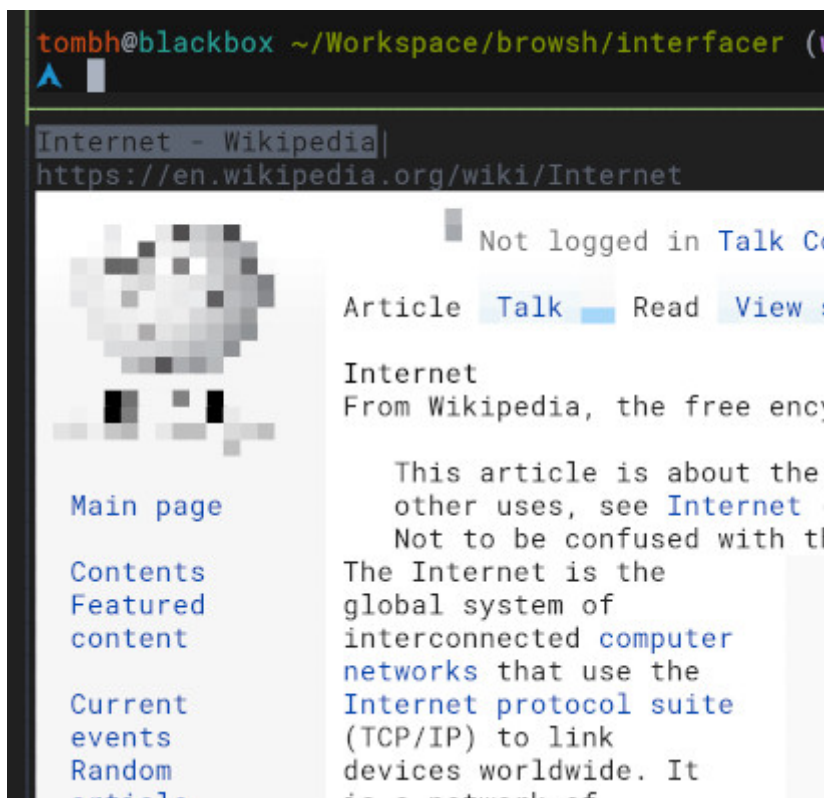 tombh@blackbox ~/Workspace/browsh/interfacer (
Internet - Wikipedia|
https://en.wikipedia.org/wiki/Internet
Not logged in Talk
Article Talk Read View
Internet
From Wikipedia, the free
This article is about the
other uses, see Internet
Not to be confused with
Main page
Contents
Featured
content
Current
events
Random
The Internet is the
global system of
interconnected computer
networks that use the
Internet protocol suite
(TCP/IP) to link
devices worldwide. It